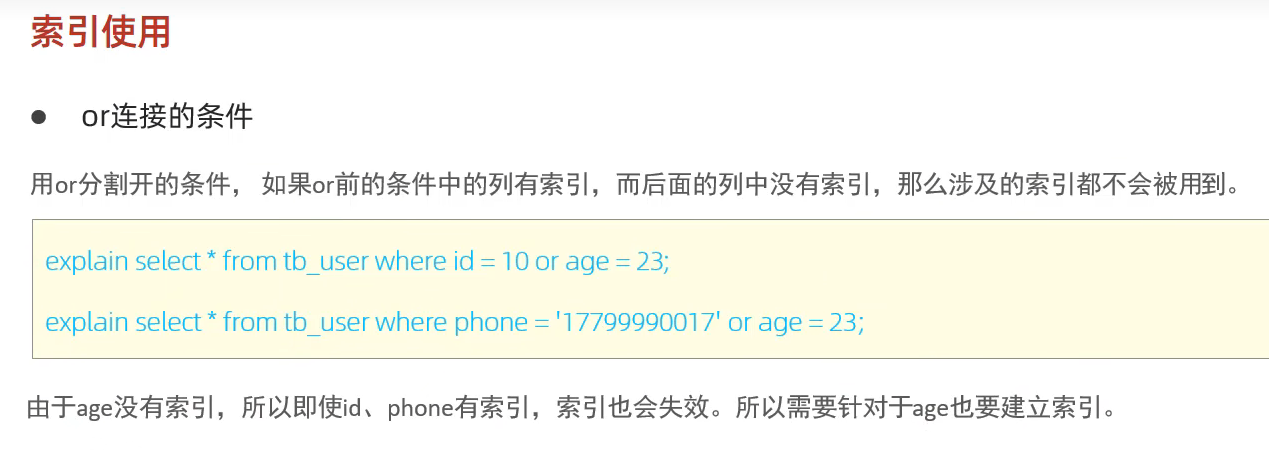 索引使用
● or连接的条件
用or分割开的条件， 如果or前的条件中的列有索引，而后面的列中没有索引，那么涉及的索引都不会被用到。
explain select * from tb_user where id = 10 or age = 23;
explain select * from tb_user where phone = '17799990017' or age = 23;
由于age没有索引，所以即使id、phone有索引，索引也会失效。所以需要针对于age也要建立索引。